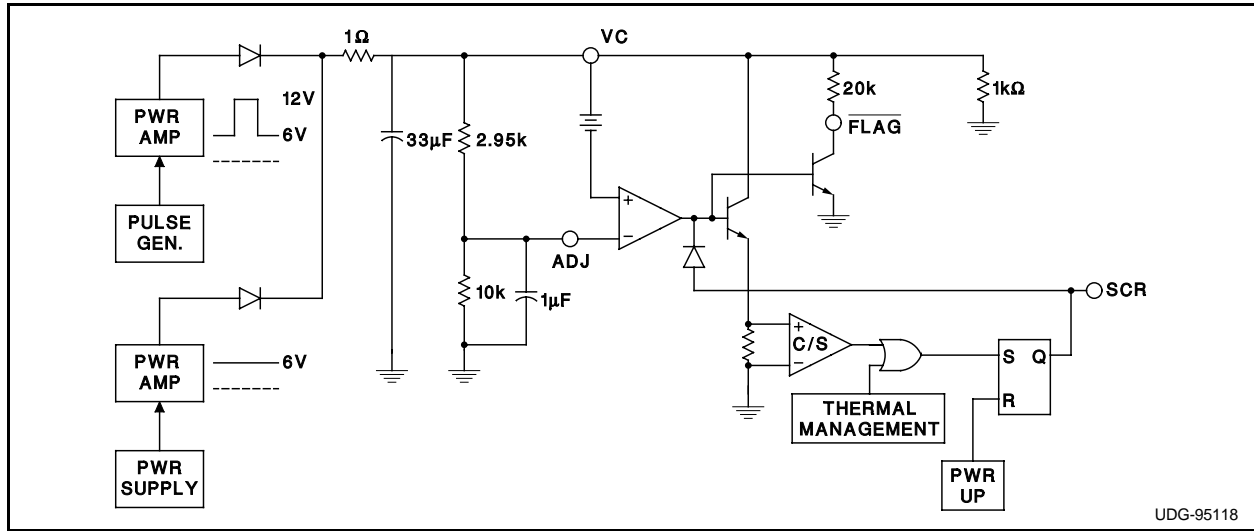 1Ω
VC
PWR
AMP
12V
6V
33µF
2.95k
20k
FLAG
1kΩ
PULSE
GEN.
+
−
ADJ
10k
1µF
SCR
PWR
AMP
6V
+
C/S
−
S Q
R
THERMAL
MANAGEMENT
PWR
SUPPLY
PWR
UP
UDG-95118